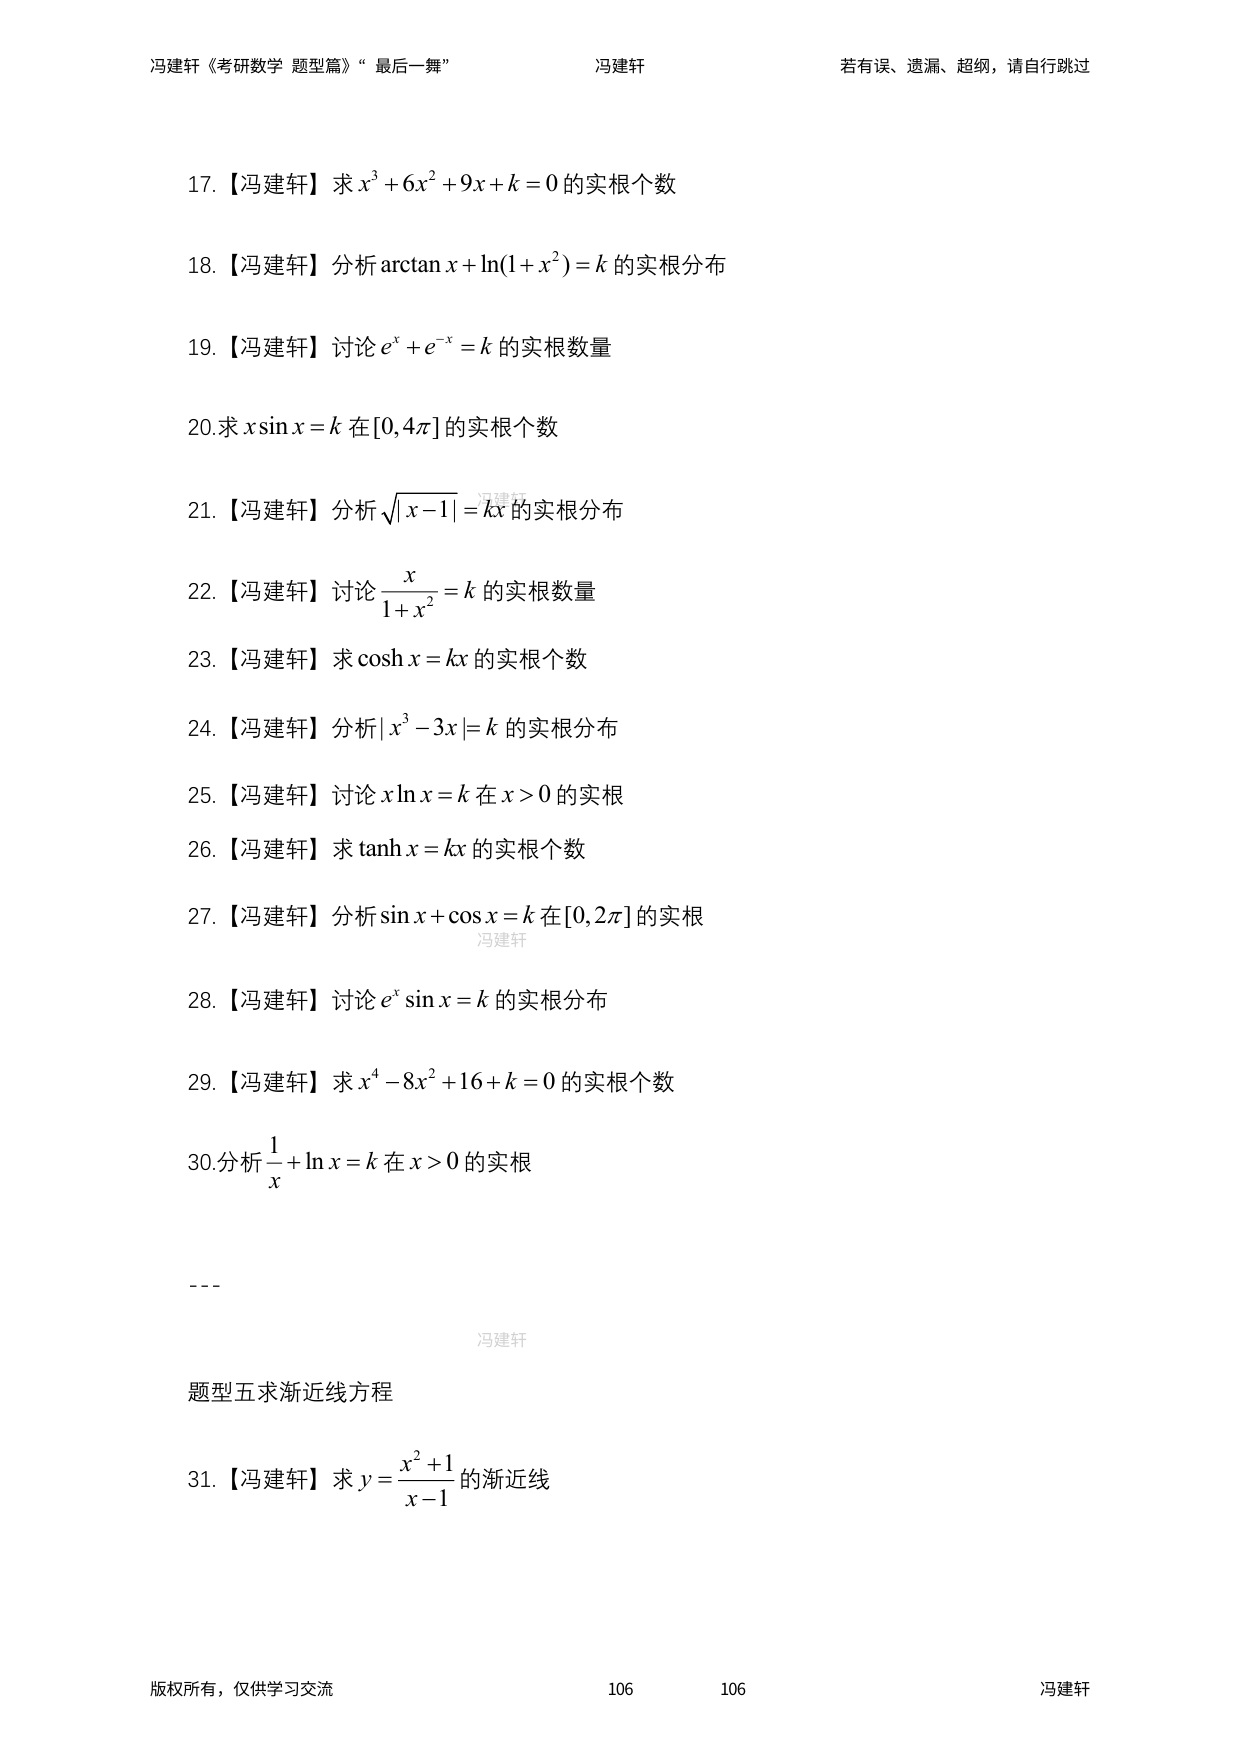 冯建轩《考研数学 题型篇》“ 最后一舞” 冯建轩 若有误、遗漏、超纲，请自行跳过
17.【冯建轩】求 x³ + 6x² + 9x + k = 0 的实根个数
18.【冯建轩】分析 arctan x + ln(1 + x²) = k 的实根分布
19.【冯建轩】讨论 eˣ + e⁻ˣ = k 的实根数量
20.求 x sin x = k 在 [0, 4π] 的实根个数
冯建轩
21.【冯建轩】分析 √|x − 1| = kx 的实根分布
22.【冯建轩】讨论 x/(1 + x²) = k 的实根数量
23.【冯建轩】求 cosh x = kx 的实根个数
24.【冯建轩】分析 | x³ − 3x |= k 的实根分布
25.【冯建轩】讨论 x ln x = k 在 x > 0 的实根
26.【冯建轩】求 tanh x = kx 的实根个数
27.【冯建轩】分析 sin x + cos x = k 在 [0, 2π] 的实根
冯建轩
28.【冯建轩】讨论 eˣ sin x = k 的实根分布
29.【冯建轩】求 x⁴ − 8x² + 16 + k = 0 的实根个数
30.分析 1/x + ln x = k 在 x > 0 的实根
---
冯建轩
题型五求渐近线方程
31.【冯建轩】求 y = (x² + 1)/(x − 1) 的渐近线
版权所有，仅供学习交流 106 106 冯建轩